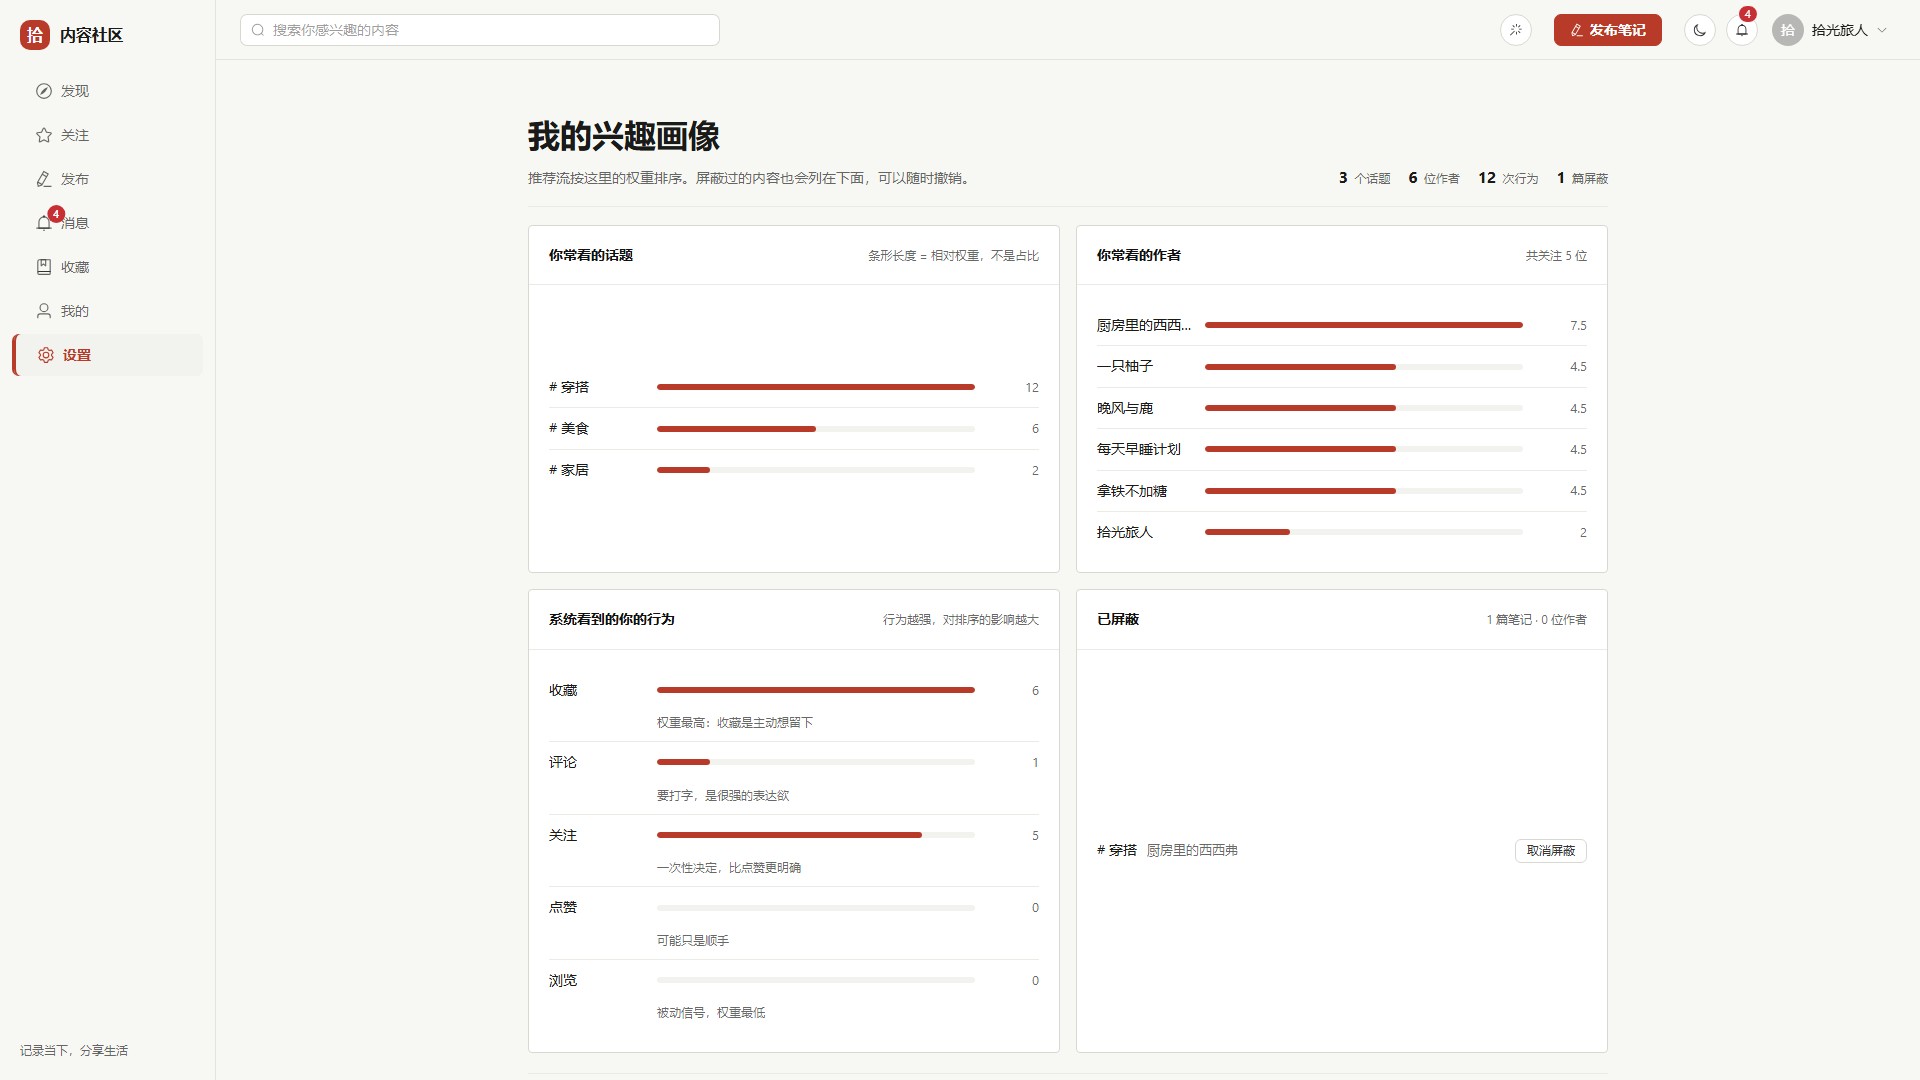 拾 内容社区
搜索你感兴趣的内容
发布笔记
4
拾 拾光旅人
发现
关注
发布
4
消息
收藏
我的
设置
记录当下，分享生活
我的兴趣画像
推荐流按这里的权重排序。屏蔽过的内容也会列在下面，可以随时撤销。
3 个话题 6 位作者 12 次行为 1 篇屏蔽
你常看的话题
条形长度 = 相对权重，不是占比
# 穿搭 12
# 美食 6
# 家居 2
你常看的作者
共关注 5 位
厨房里的西西... 7.5
一只柚子 4.5
晚风与鹿 4.5
每天早睡计划 4.5
拿铁不加糖 4.5
拾光旅人 2
系统看到的你的行为
行为越强，对排序的影响越大
收藏 6
权重最高：收藏是主动想留下
评论 1
要打字，是很强的表达欲
关注 5
一次性决定，比点赞更明确
点赞 0
可能只是顺手
浏览 0
被动信号，权重最低
已屏蔽
1 篇笔记 · 0 位作者
# 穿搭 厨房里的西西弗
取消屏蔽